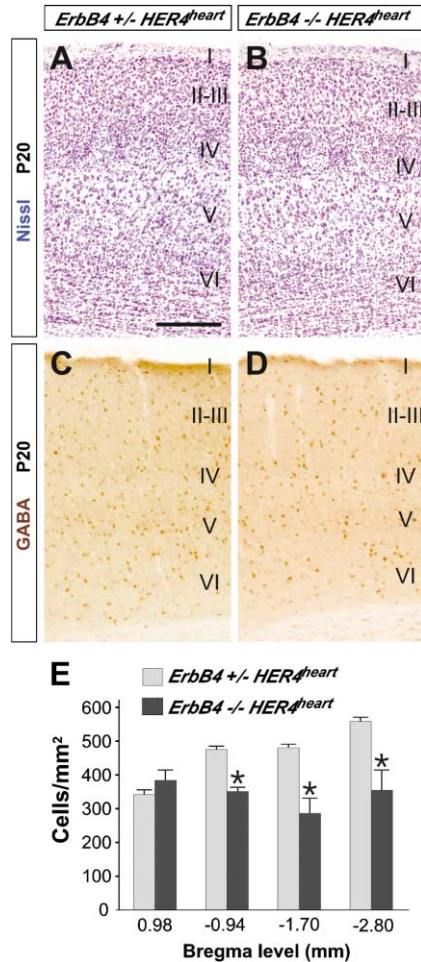 ErbB4 +/- HER4heart
ErbB4 -/- HER4heart
Nissl P20
A
I
II-III
IV
V
VI
B
I
II-III
IV
V
VI
GABA P20
C
I
II-III
IV
V
VI
D
I
II-III
IV
V
VI
E
ErbB4 +/- HER4heart
ErbB4 -/- HER4heart
Cells/mm²
600
500
400
300
200
100
0
*
*
*
0.98 -0.94 -1.70 -2.80
Bregma level (mm)